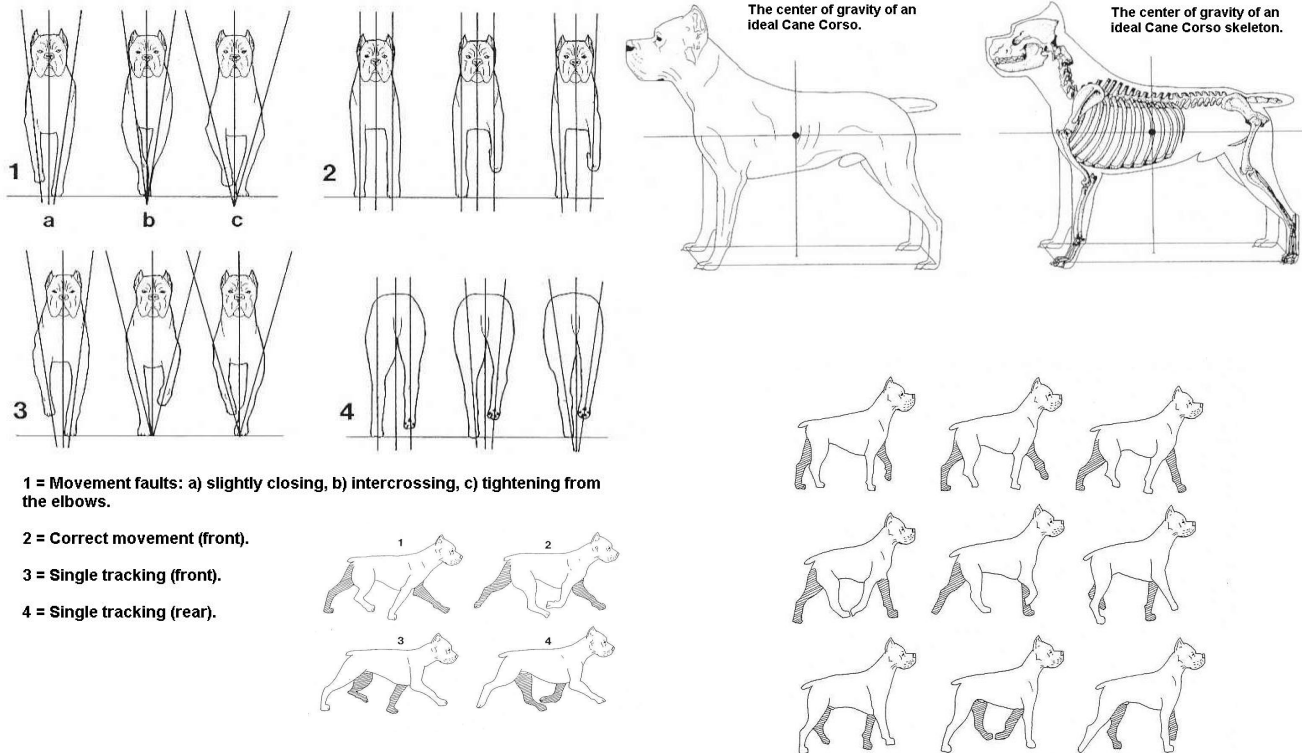 The center of gravity of an
ideal Cane Corso.
The center of gravity of an
ideal Cane Corso skeleton.
1
a
b
c
2
3
4
1 = Movement faults: a) slightly closing, b) intercrossing, c) tightening from
the elbows.
2 = Correct movement (front).
3 = Single tracking (front).
4 = Single tracking (rear).
1
2
3
4